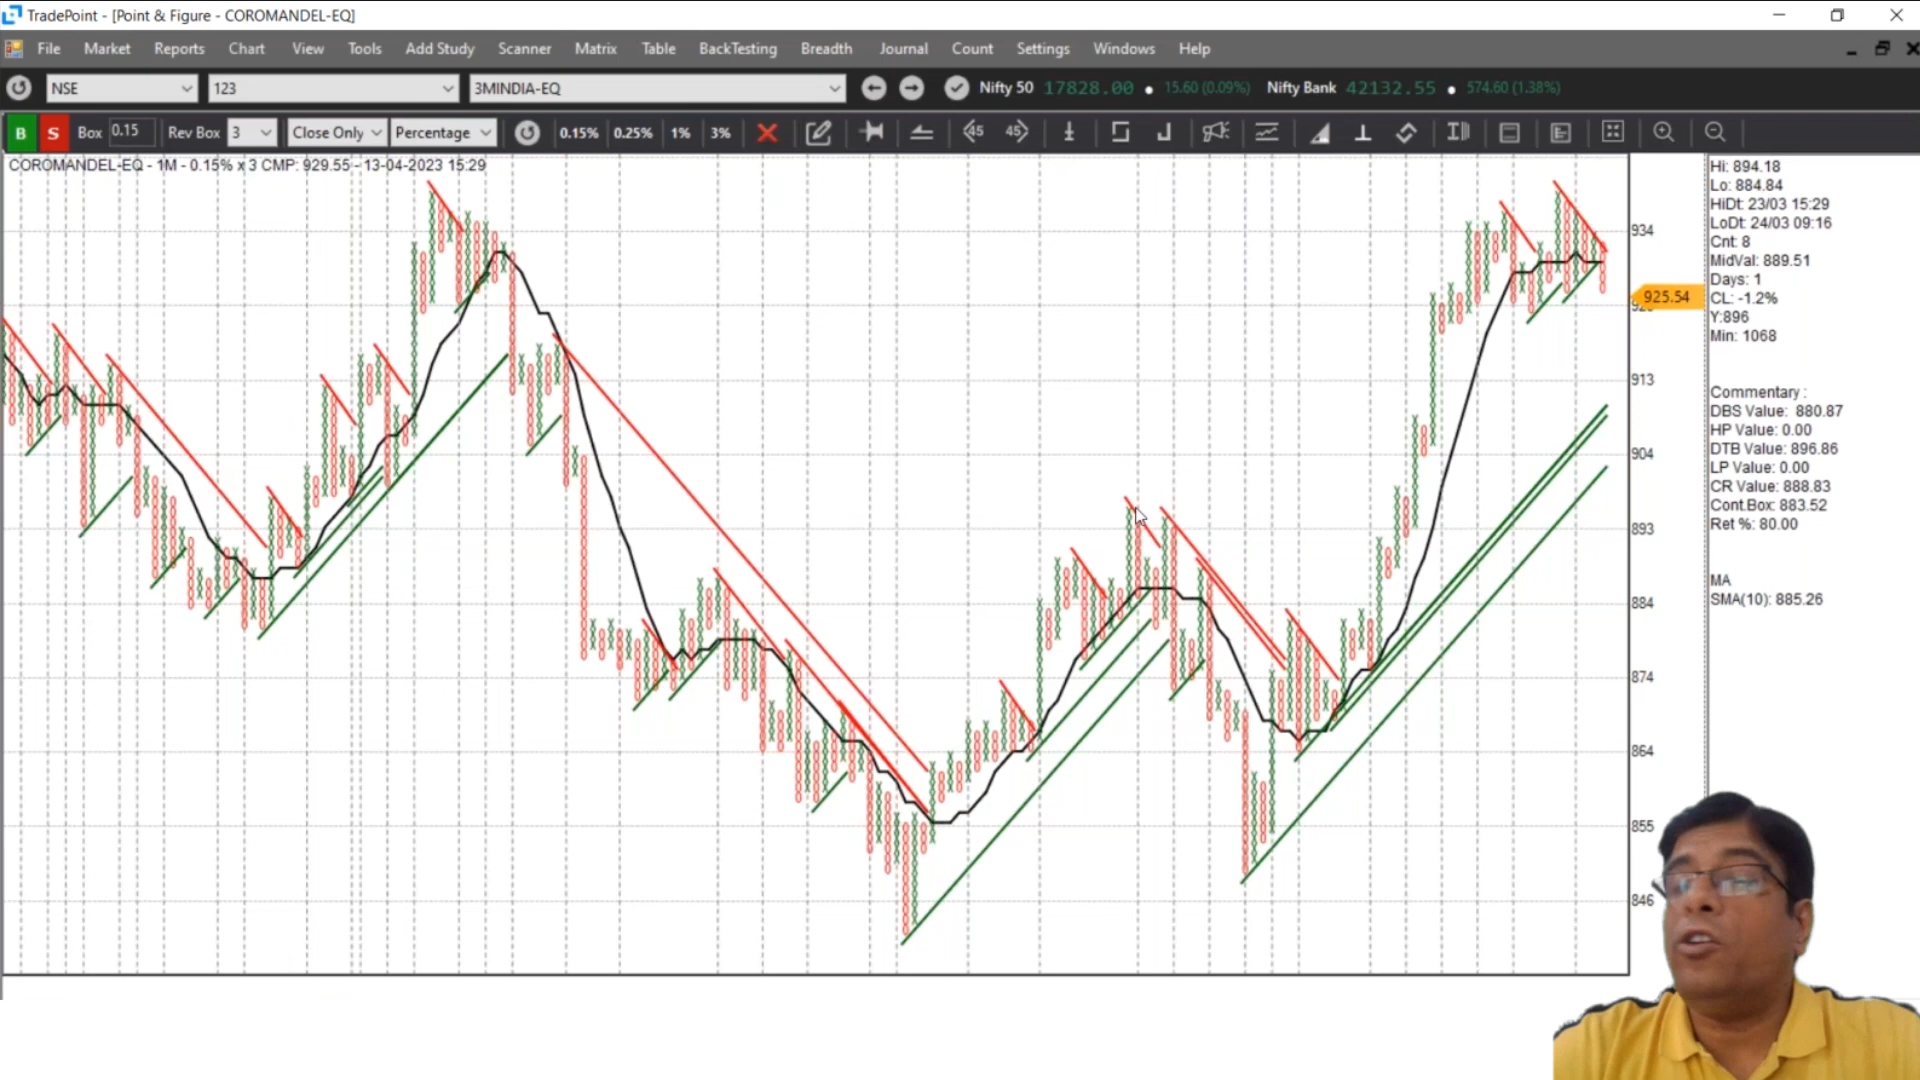 TradePoint - [Point & Figure - COROMANDEL-EQ]
File Market Reports Chart View Tools Add Study Scanner Matrix Table BackTesting Breadth Journal Count Settings Windows Help
NSE 123 3MINDIA-EQ Nifty 50 17828.00 ● 15.60 (0.09%) Nifty Bank 42132.55 ● 574.60 (1.38%)
B S Box 0.15 Rev Box 3 Close Only Percentage 0.15% 0.25% 1% 3%
COROMANDEL-EQ - 1M - 0.15% x 3 CMP: 929.55 - 13-04-2023 15:29
934
925.54
913
904
893
884
874
864
855
846
Hi: 894.18
Lo: 884.84
HiDt: 23/03 15:29
LoDt: 24/03 09:16
Cnt: 8
MidVal: 889.51
Days: 1
CL: -1.2%
Y:896
Min: 1068
Commentary :
DBS Value: 880.87
HP Value: 0.00
DTB Value: 896.86
LP Value: 0.00
CR Value: 888.83
Cont.Box: 883.52
Ret %: 80.00
MA
SMA(10): 885.26